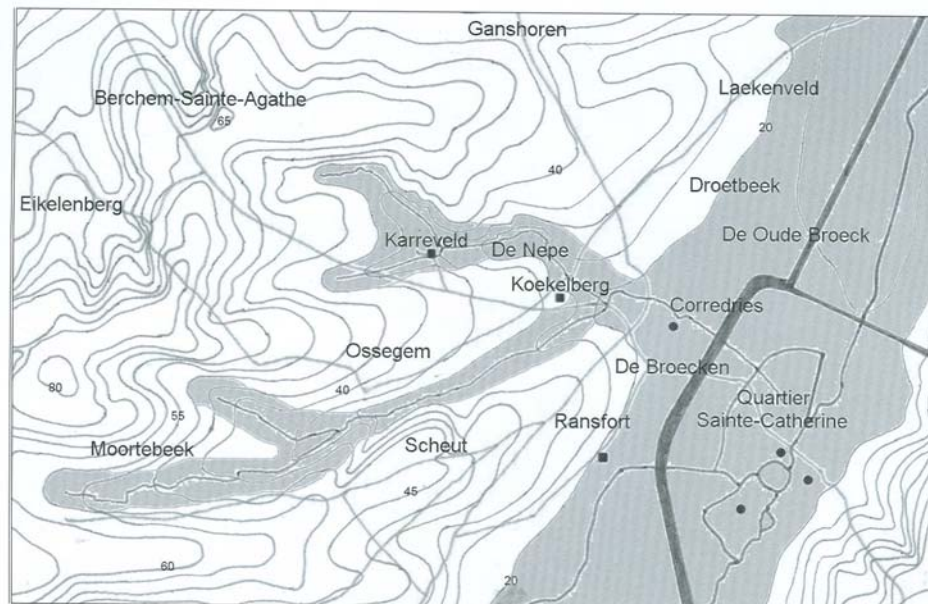 Ganshoren
Laekenveld
Berchem-Sainte-Agathe
65
20
40
Droetbeek
Eikelenberg
De Oude Broeck
Karreveld
De Nepe
Koekelberg
Corredries
Ossegem
De Broecken
80
40
Quartier
Sainte-Catherine
55
Ransfort
Moortebeek
Scheut
45
60
20